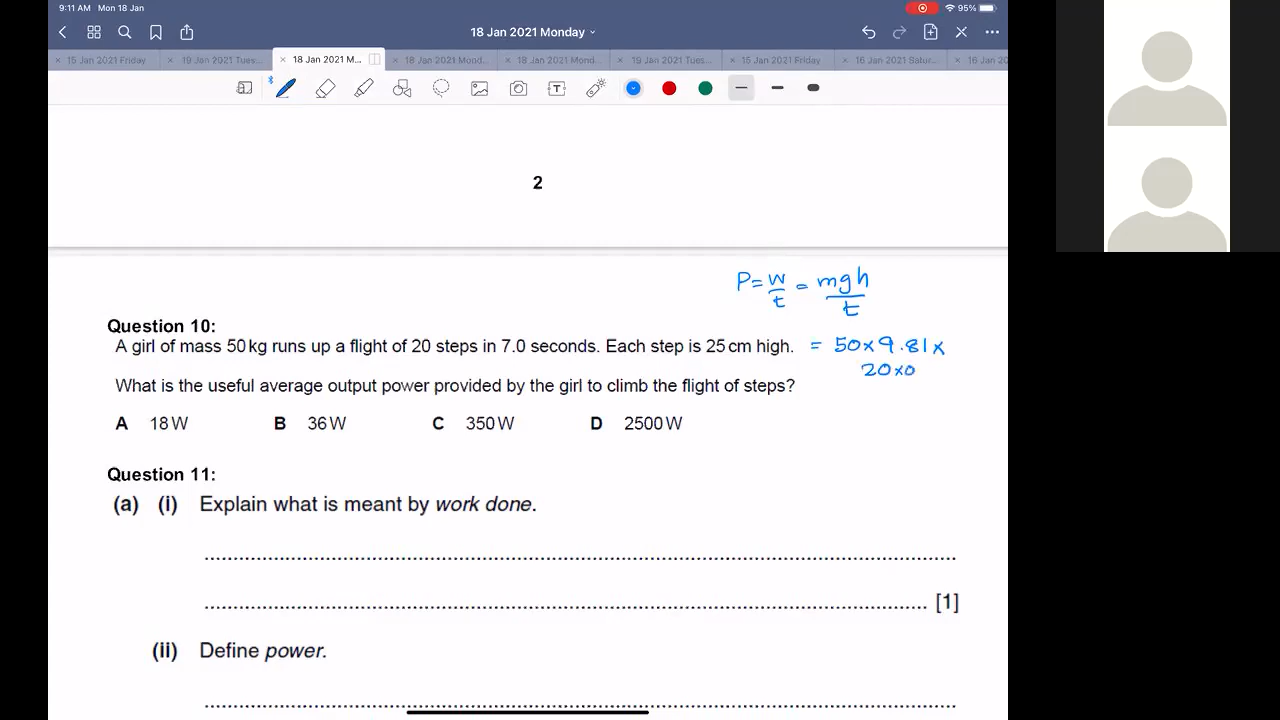 9:11 AM Mon 18 Jan
95%
18 Jan 2021 Monday
15 Jan 2021 Friday
19 Jan 2021 Tues...
18 Jan 2021 M...
18 Jan 2021 Mond...
18 Jan 2021 Mond...
19 Jan 2021 Tues...
15 Jan 2021 Friday
16 Jan 2021 Satur...
16 Jan 20
T
2
P = W/t = mgh/t
Question 10:
A girl of mass 50 kg runs up a flight of 20 steps in 7.0 seconds. Each step is 25 cm high.
= 50 × 9.81 ×
20 × 0
What is the useful average output power provided by the girl to climb the flight of steps?
A 18 W B 36 W C 350 W D 2500 W
Question 11:
(a) (i) Explain what is meant by work done.
..........................................................................................................................
.................................................................................................................... [1]
(ii) Define power.
..........................................................................................................................